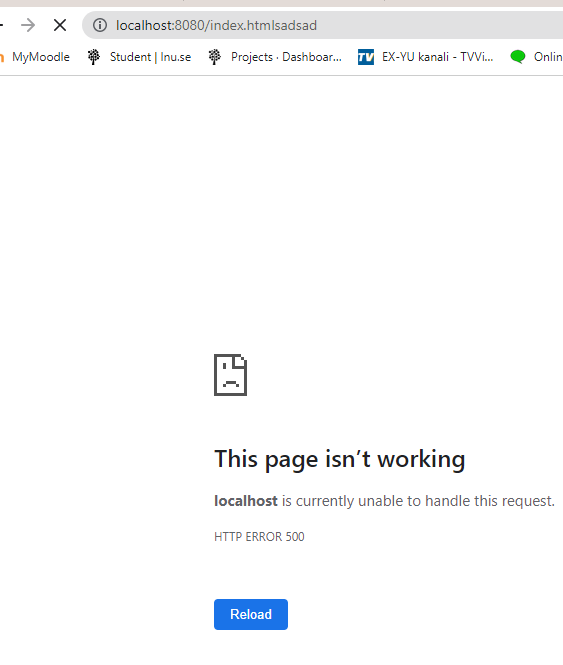 localhost:8080/index.htmlsadsad
MyMoodle Student | lnu.se Projects · Dashboar... TV EX-YU kanali - TVVi... Onlin
This page isn’t working
localhost is currently unable to handle this request.
HTTP ERROR 500
Reload